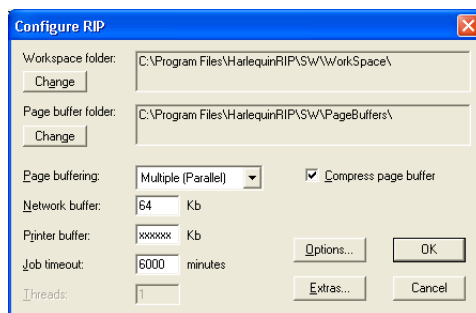 Configure RIP
Workspace folder: C:\Program Files\HarlequinRIP\SW\WorkSpace\
Change
Page buffer folder: C:\Program Files\HarlequinRIP\SW\PageBuffers\
Change
Page buffering: Multiple (Parallel) Compress page buffer
Network buffer: 64 Kb
Printer buffer: xxxxxx Kb
Options... OK
Job timeout: 6000 minutes
Threads: 1
Extras... Cancel